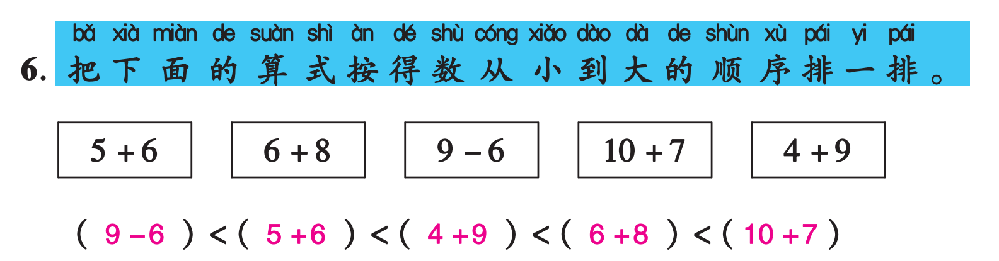 bǎ xià miàn de suàn shì àn dé shù cóng xiǎo dào dà de shùn xù pái yi pái
6. 把下面的算式按得数从小到大的顺序排一排。
5+6 6+8 9-6 10+7 4+9
( 9-6 )<( 5+6 )<( 4+9 )<( 6+8 )<( 10+7 )